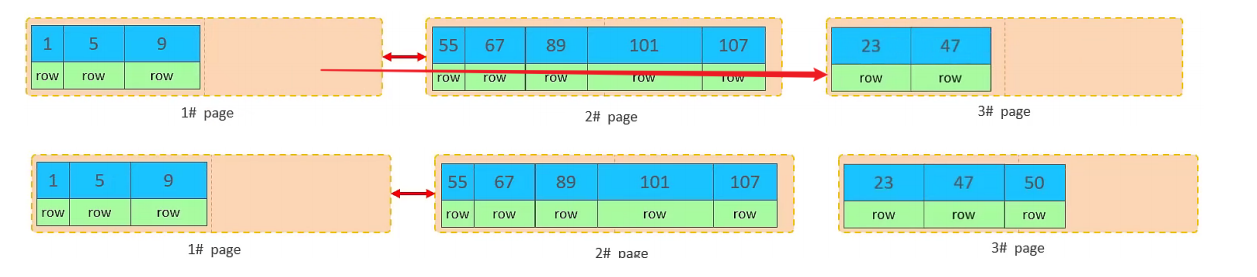 1 5 9
row row row
1# page
55 67 89 101 107
row row row row row
2# page
23 47
row row
3# page
1 5 9
row row row
1# page
55 67 89 101 107
row row row row row
2# page
23 47 50
row row row
3# page